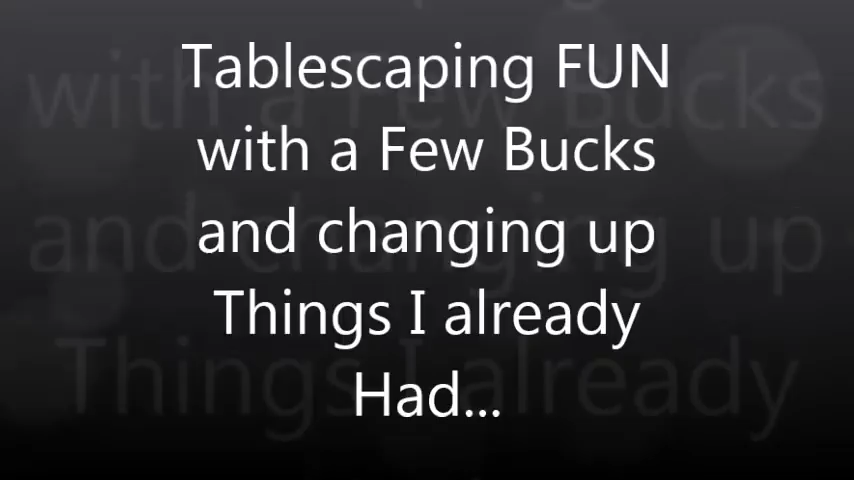 Tablescaping FUN
with a Few Bucks
and changing up
Things I already
Had...